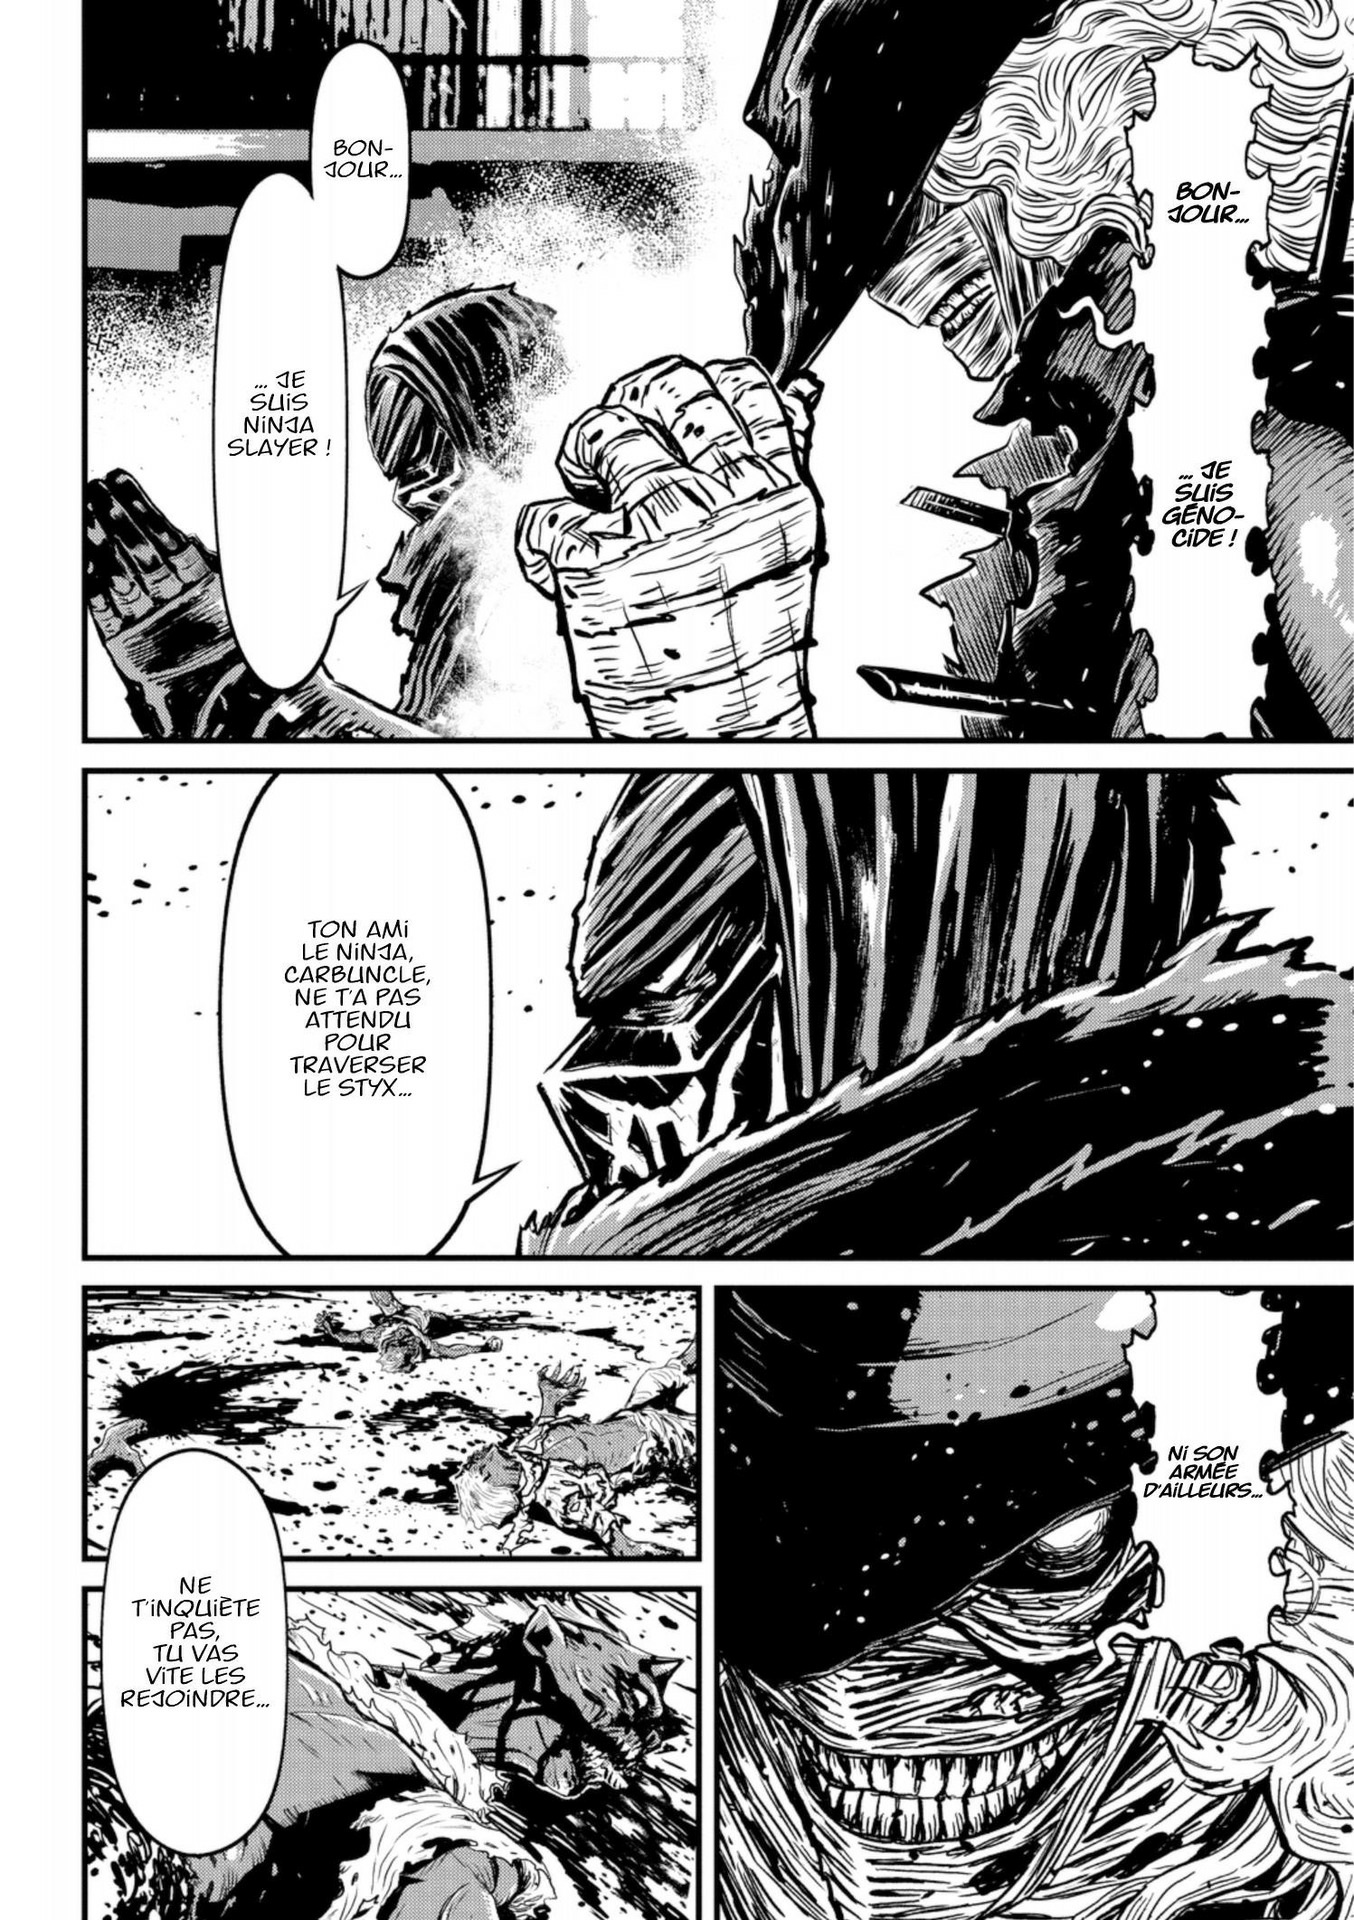 BON-
JOUR...
... JE
SUIS
GÉNO-
CIDE !
BON-
JOUR...
... JE
SUIS
NINJA
SLAYER !
TON AMI
LE NINJA,
CARBUNCLE,
NE T'A PAS
ATTENDU
POUR
TRAVERSER
LE STYX...
NI SON
ARMÉE
D'AILLEURS...
NE
T'INQUIÈTE
PAS,
TU VAS
VITE LES
REJOINDRE...